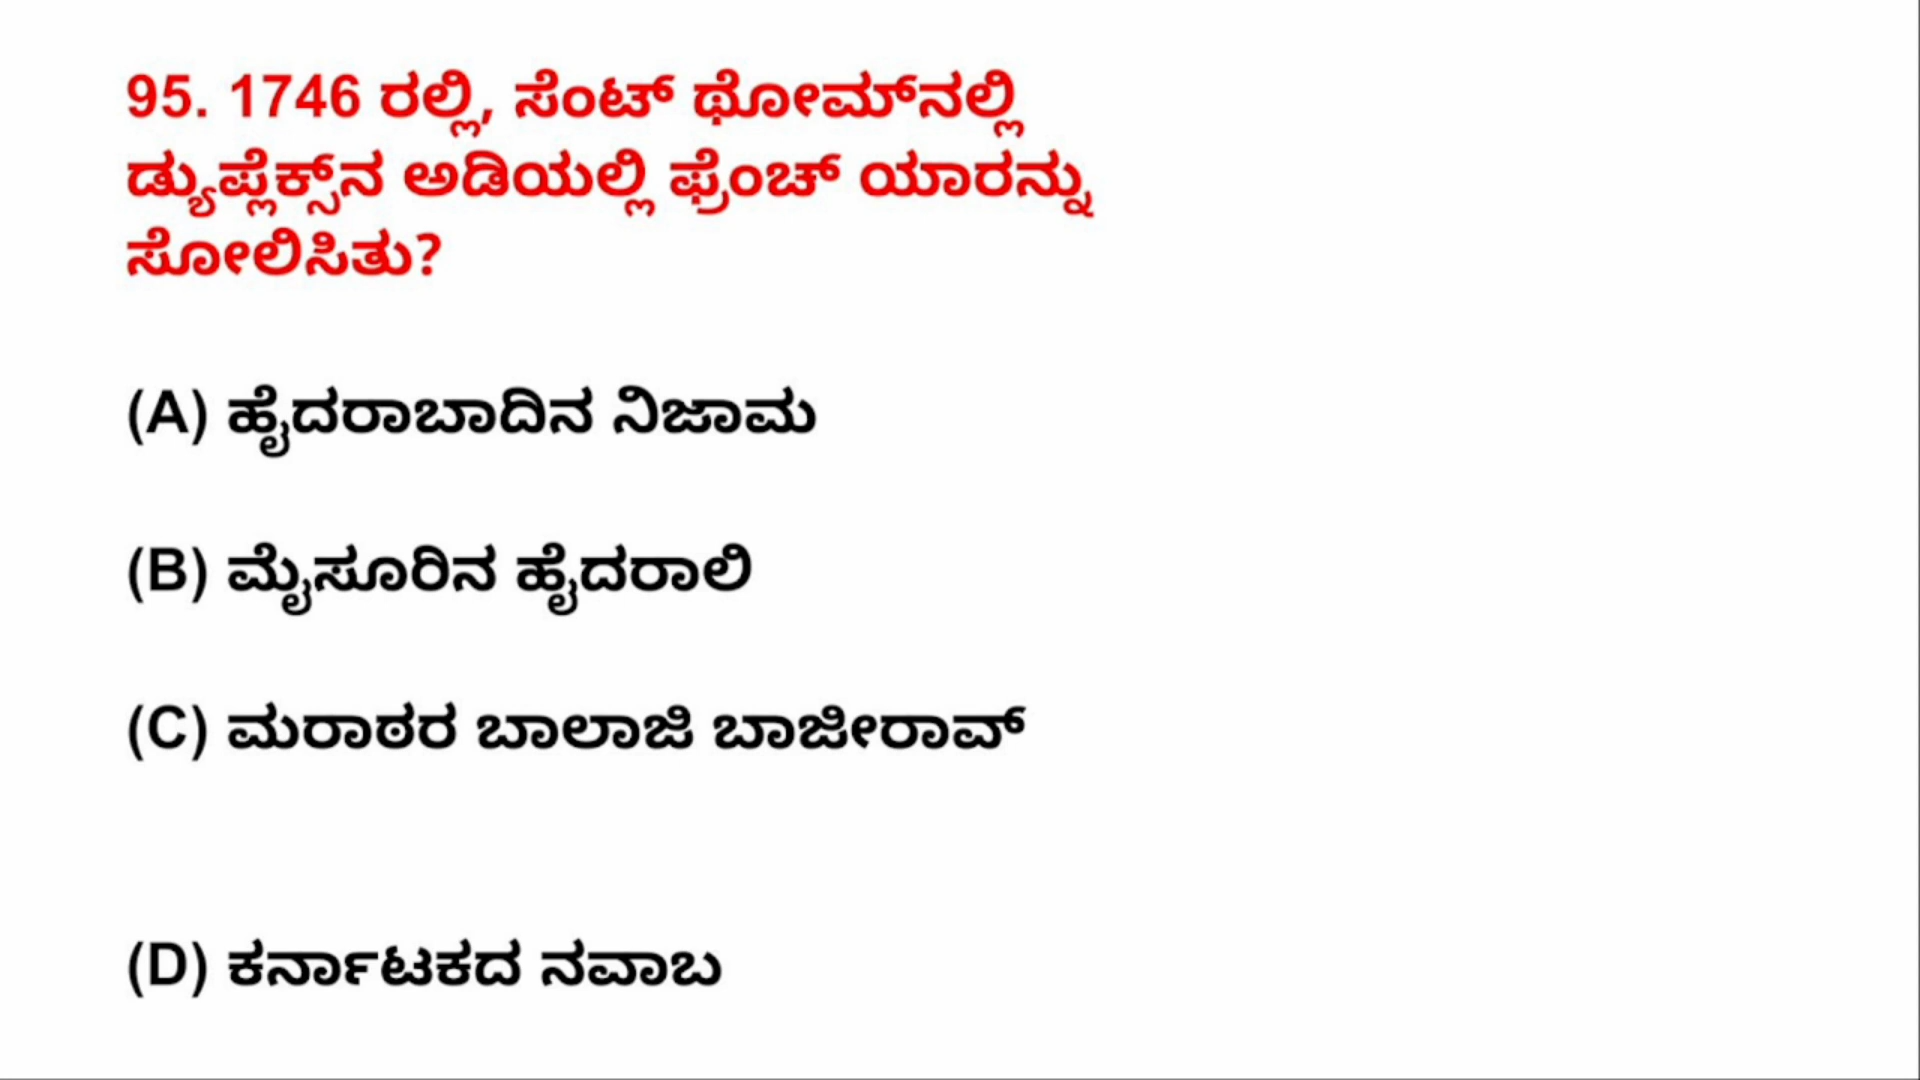 95. 1746 ರಲ್ಲಿ, ಸೆಂಟ್ ಥೋಮ್‌ನಲ್ಲಿ
ಡ್ಯುಪ್ಲೆಕ್ಸ್‌ನ ಅಡಿಯಲ್ಲಿ ಫ್ರೆಂಚ್ ಯಾರನ್ನು
ಸೋಲಿಸಿತು?
(A) ಹೈದರಾಬಾದಿನ ನಿಜಾಮ
(B) ಮೈಸೂರಿನ ಹೈದರಾಲಿ
(C) ಮರಾಠರ ಬಾಲಾಜಿ ಬಾಜೀರಾವ್
(D) ಕರ್ನಾಟಕದ ನವಾಬ